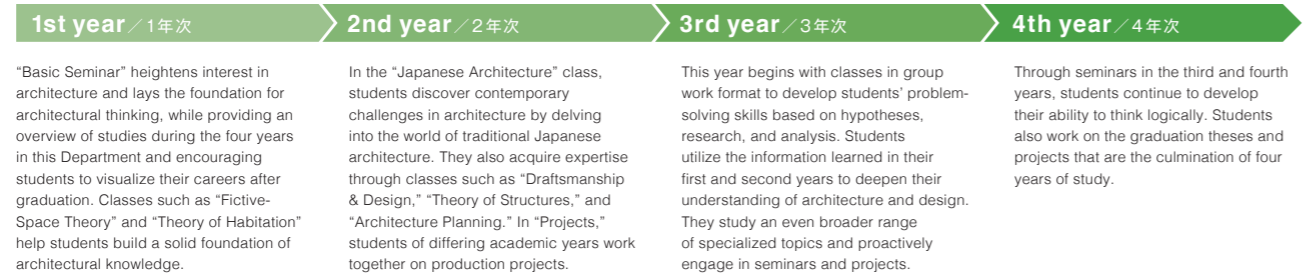 1st year／1年次
“Basic Seminar” heightens interest in
architecture and lays the foundation for
architectural thinking, while providing an
overview of studies during the four years
in this Department and encouraging
students to visualize their careers after
graduation. Classes such as “Fictive-
Space Theory” and “Theory of Habitation”
help students build a solid foundation of
architectural knowledge.
2nd year／2年次
In the “Japanese Architecture” class,
students discover contemporary
challenges in architecture by delving
into the world of traditional Japanese
architecture. They also acquire expertise
through classes such as “Draftsmanship
& Design,” “Theory of Structures,” and
“Architecture Planning.” In “Projects,”
students of differing academic years work
together on production projects.
3rd year／3年次
This year begins with classes in group
work format to develop students’ problem-
solving skills based on hypotheses,
research, and analysis. Students
utilize the information learned in their
first and second years to deepen their
understanding of architecture and design.
They study an even broader range
of specialized topics and proactively
engage in seminars and projects.
4th year／4年次
Through seminars in the third and fourth
years, students continue to develop
their ability to think logically. Students
also work on the graduation theses and
projects that are the culmination of four
years of study.